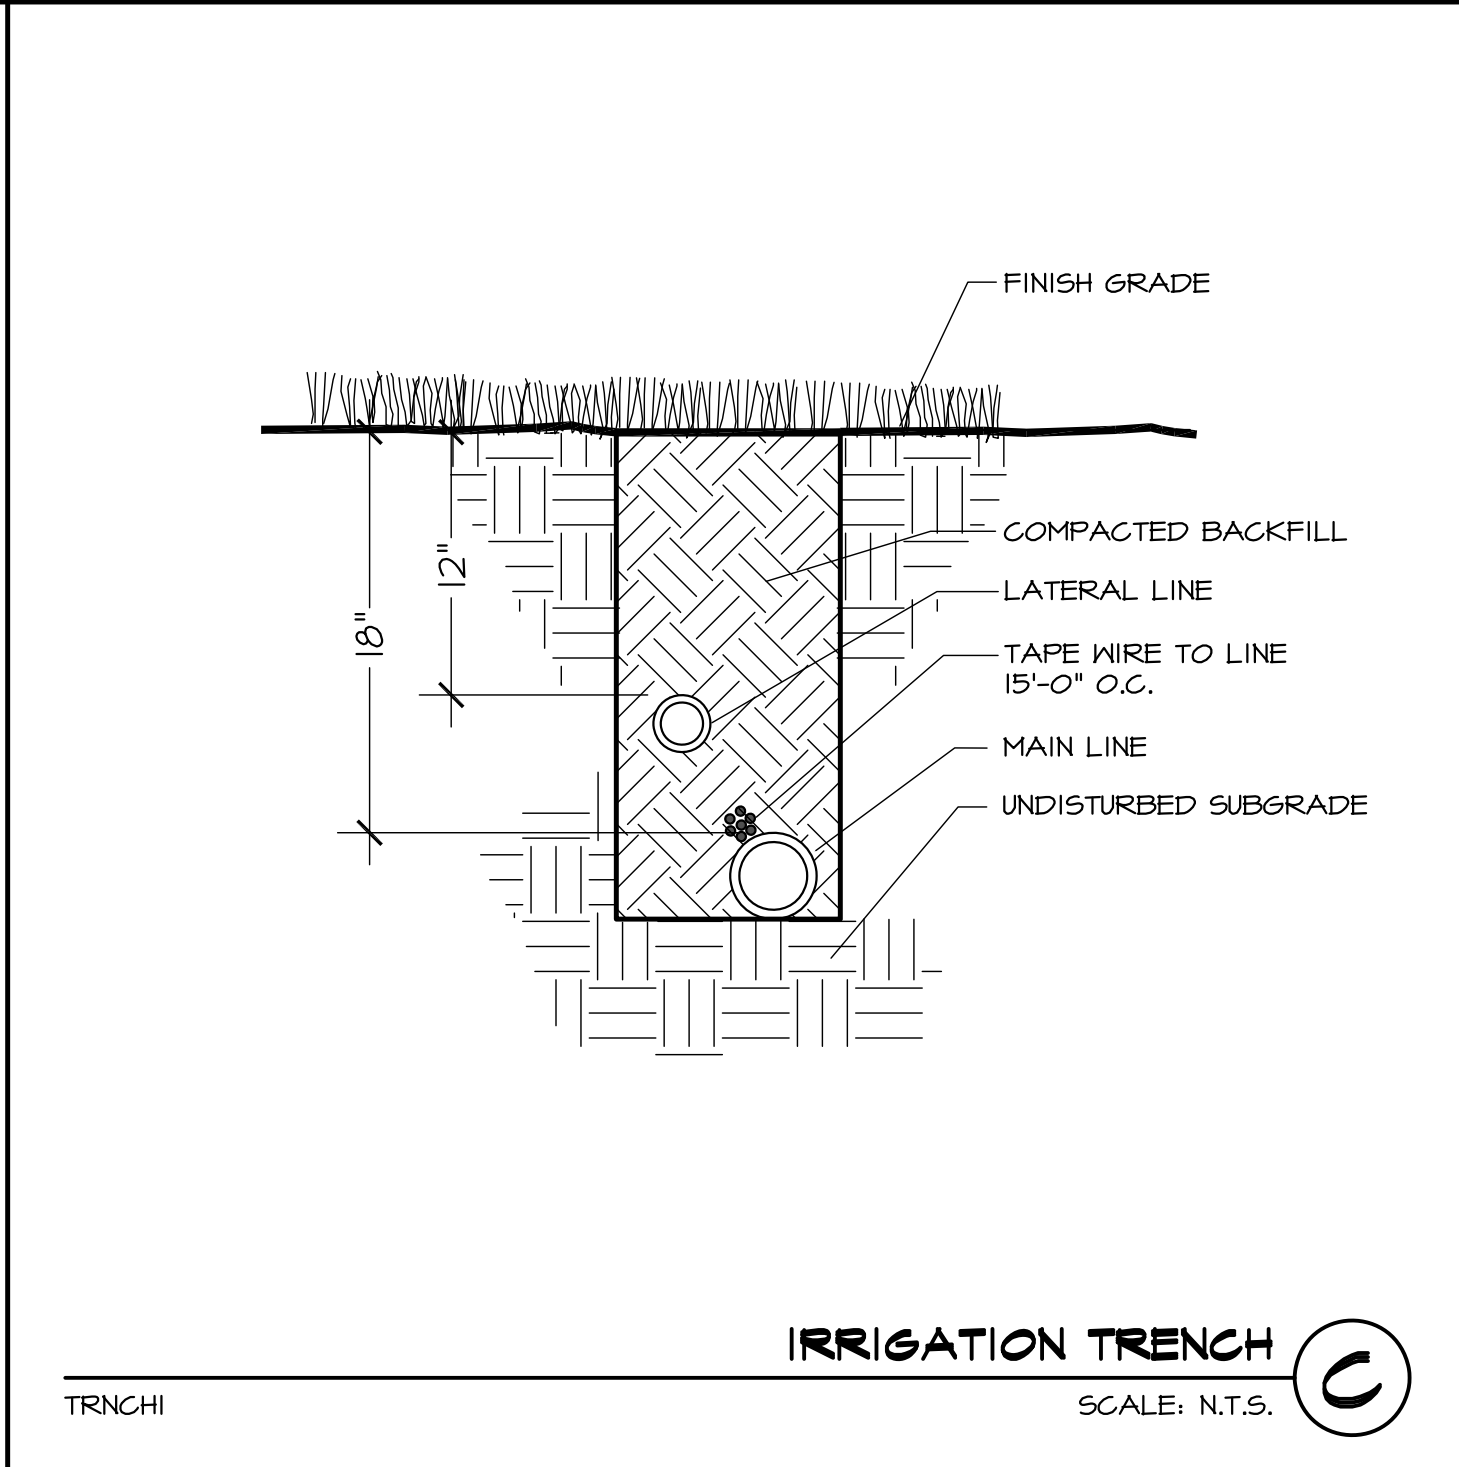 FINISH GRADE
COMPACTED BACKFILL
12"
LATERAL LINE
18"
TAPE WIRE TO LINE
15'-0" O.C.
MAIN LINE
UNDISTURBED SUBGRADE
IRRIGATION TRENCH
C
TRNCH1
SCALE: N.T.S.